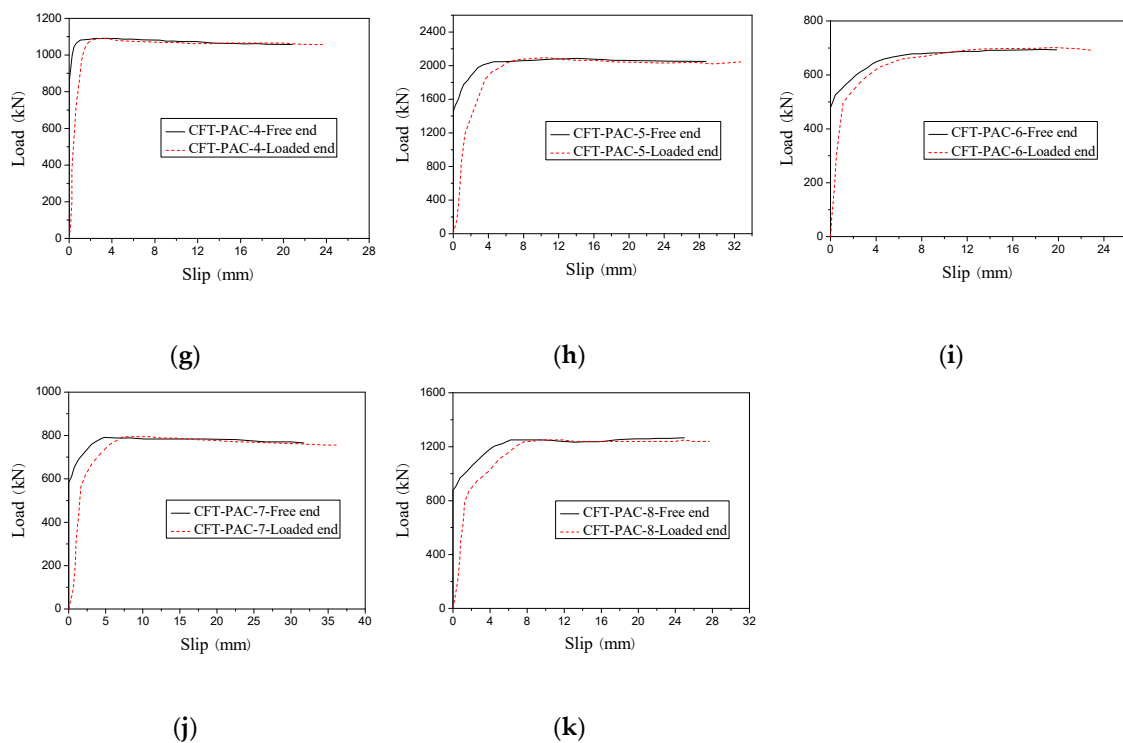 1200
1000
800
600
400
200
0
Load (kN)
CFT-PAC-4-Free end
CFT-PAC-4-Loaded end
0 4 8 12 16 20 24 28
Slip (mm)
(g)
2400
2000
1600
1200
800
400
0
Load (kN)
CFT-PAC-5-Free end
CFT-PAC-5-Loaded end
0 4 8 12 16 20 24 28 32
Slip (mm)
(h)
800
600
400
200
0
Load (kN)
CFT-PAC-6-Free end
CFT-PAC-6-Loaded end
0 4 8 12 16 20 24
Slip (mm)
(i)
1000
800
600
400
200
0
Load (kN)
CFT-PAC-7-Free end
CFT-PAC-7-Loaded end
0 5 10 15 20 25 30 35 40
Slip (mm)
(j)
1600
1200
800
400
0
Load (kN)
CFT-PAC-8-Free end
CFT-PAC-8-Loaded end
0 4 8 12 16 20 24 28 32
Slip (mm)
(k)